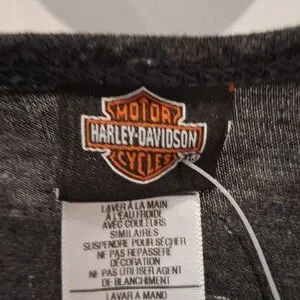 MOTOR
HARLEY-DAVIDSON
CYCLES
LAVER À LA MAIN
À L'EAU FROIDE
AVEC COULEURS
SIMILAIRES
SUSPENDRE POUR SÉCHER
NE PAS REPASSER
DÉCORATION
NE PAS UTILISER AGENT
DE BLANCHIMENT
LAVAR A MANO